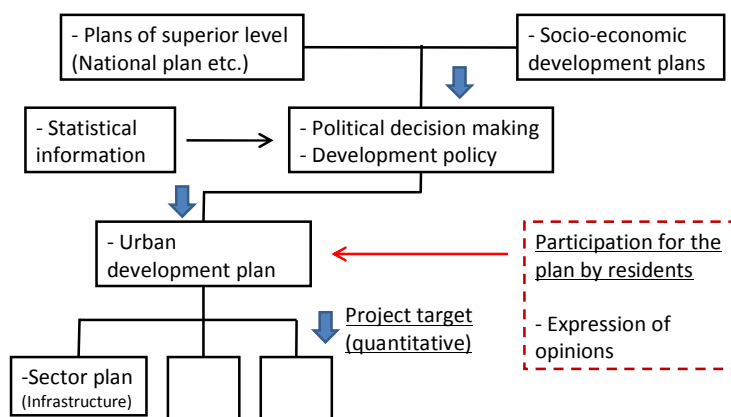 - Plans of superior level
(National plan etc.)
- Socio-economic
development plans
- Statistical
information
- Political decision making
- Development policy
- Urban
development plan
Participation for the
plan by residents
- Expression of
opinions
Project target
(quantitative)
-Sector plan
(Infrastructure)